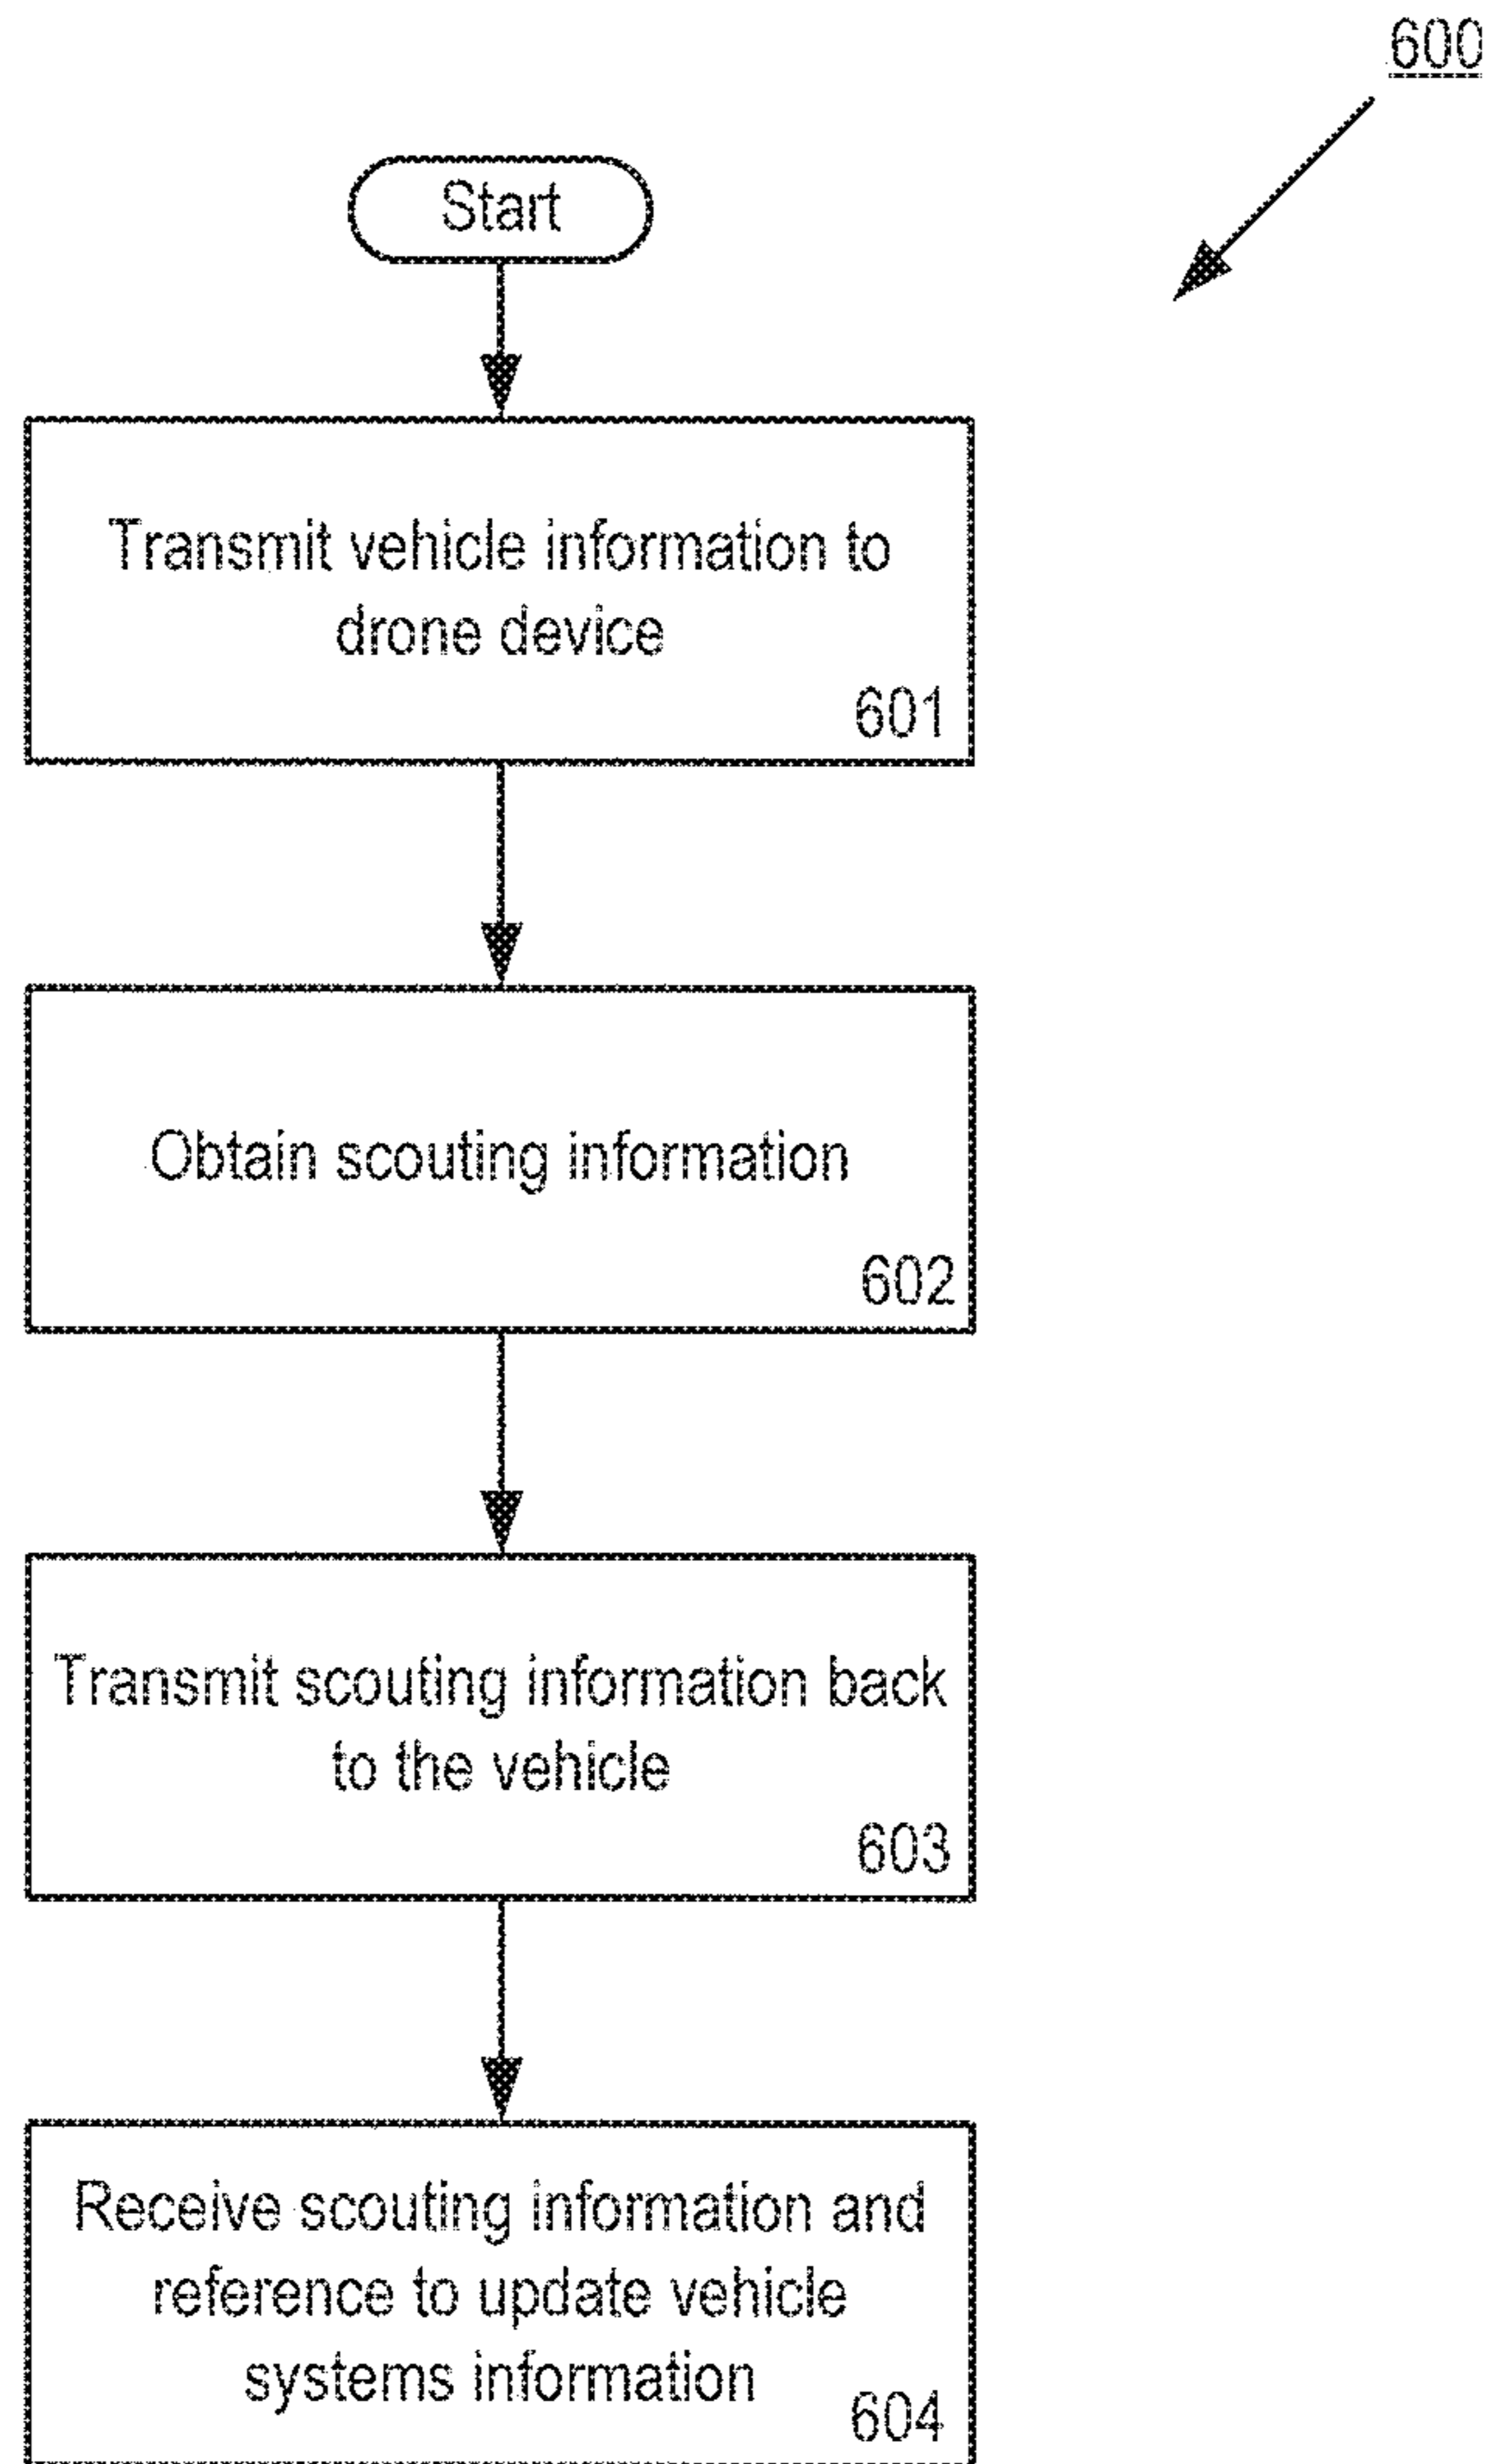 600
Start
Transmit vehicle information to
drone device
601
Obtain scouting information
602
Transmit scouting information back
to the vehicle
603
Receive scouting information and
reference to update vehicle
systems information
604